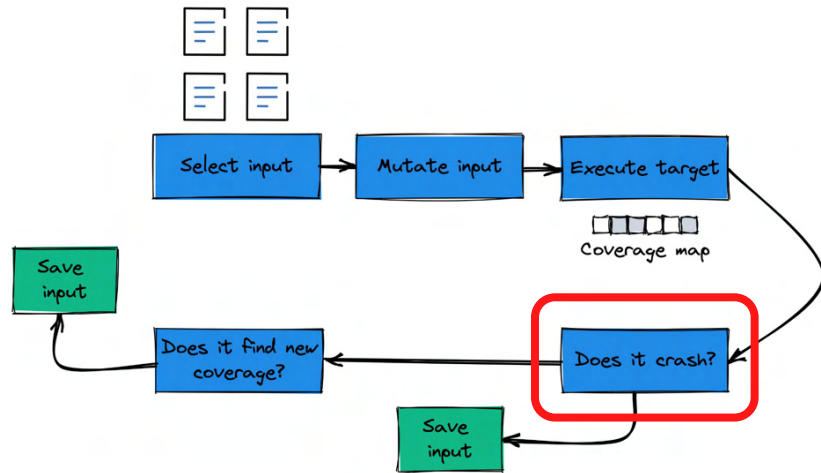 Select input
Mutate input
Execute target
Coverage map
Save
input
Does it find new
coverage?
Does it crash?
Save
input